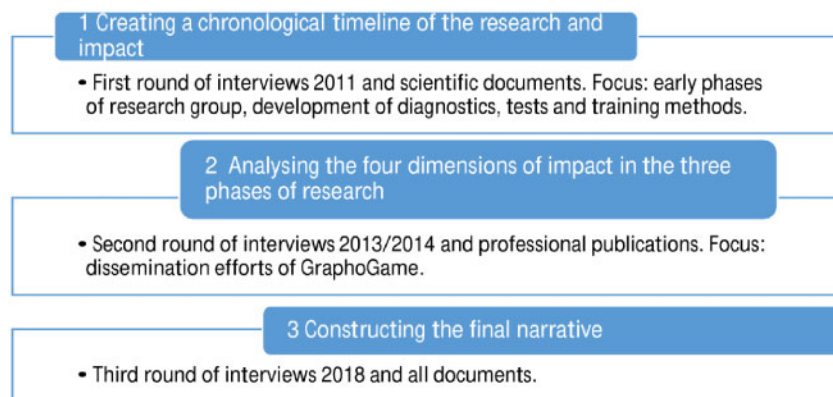 1 Creating a chronological timeline of the research and
impact
• First round of interviews 2011 and scientific documents. Focus: early phases
of research group, development of diagnostics, tests and training methods.
2 Analysing the four dimensions of impact in the three
phases of research
• Second round of interviews 2013/2014 and professional publications. Focus:
dissemination efforts of GraphoGame.
3 Constructing the final narrative
• Third round of interviews 2018 and all documents.